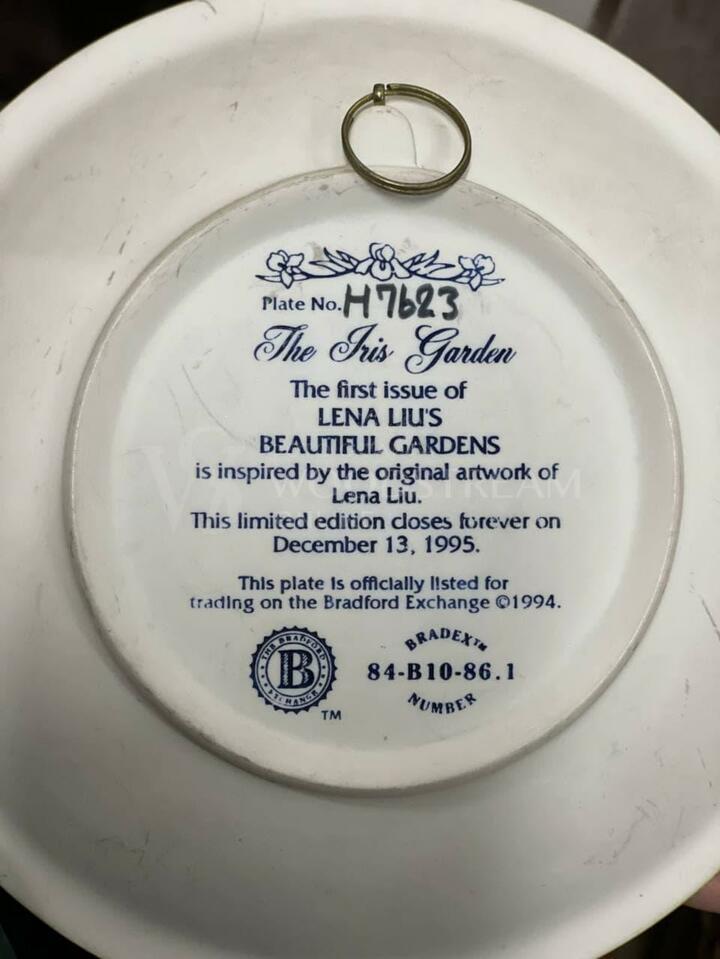 Plate No. H7623
The Iris Garden
The first issue of
LENA LIU'S
BEAUTIFUL GARDENS
is inspired by the original artwork of
Lena Liu.
This limited edition closes forever on
December 13, 1995.
This plate is officially listed for
trading on the Bradford Exchange ©1994.
THE BRADFORD
B
EXCHANGE
TM
BRADEX™
84-B10-86.1
NUMBER